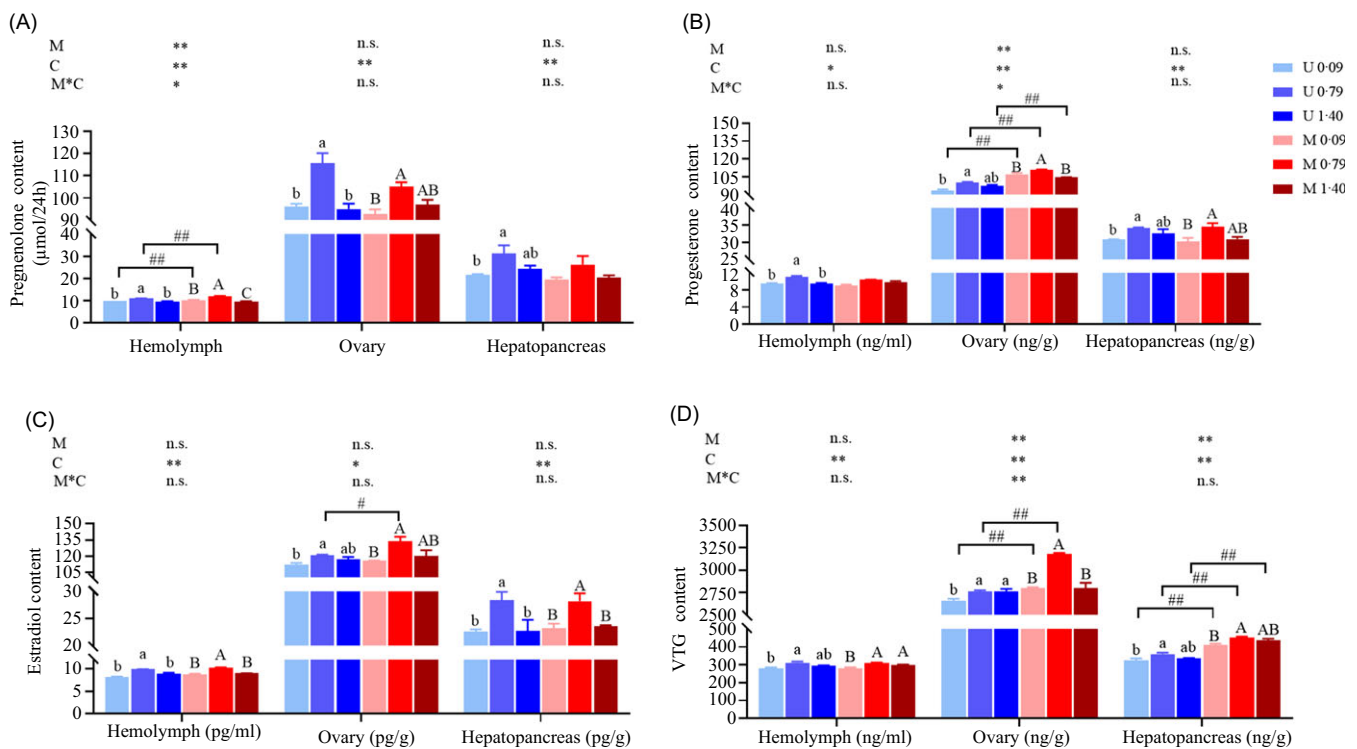 (A)
M ** n.s. n.s.
C ** ** **
M*C * n.s. n.s.
Pregnenolone content
(μmol/24h)
130
120
110
100
90
40
30
20
10
0
## ##
b a b B A C
b a b B A AB
a ab
Hemolymph Ovary Hepatopancreas
(B)
M n.s. ** n.s.
C * ** **
M*C n.s. * n.s.
Progesterone content
150
135
120
105
90
40
35
30
25
12
9
6
3
0
## ## ##
b a b
b a ab B A B
b a ab B A AB
Hemolymph (ng/ml) Ovary (ng/g) Hepatopancreas (ng/g)
U 0·09
U 0·79
U 1·40
M 0·09
M 0·79
M 1·40
(C)
M n.s. n.s. n.s.
C ** * **
M*C n.s. n.s. n.s.
Estradiol content
150
135
120
105
30
25
20
10
5
0
#
b a b B A B
b a ab B A AB
b a b B A B
Hemolymph (pg/ml) Ovary (pg/g) Hepatopancreas (pg/g)
(D)
M n.s. ** **
C ** ** **
M*C n.s. ** n.s.
VTG content
3500
3250
3000
2750
2500
500
400
300
200
100
0
## ## ## ## ##
b a ab B A A
b a a B A B
b a ab B A AB
Hemolymph (ng/ml) Ovary (ng/g) Hepatopancreas (ng/g)